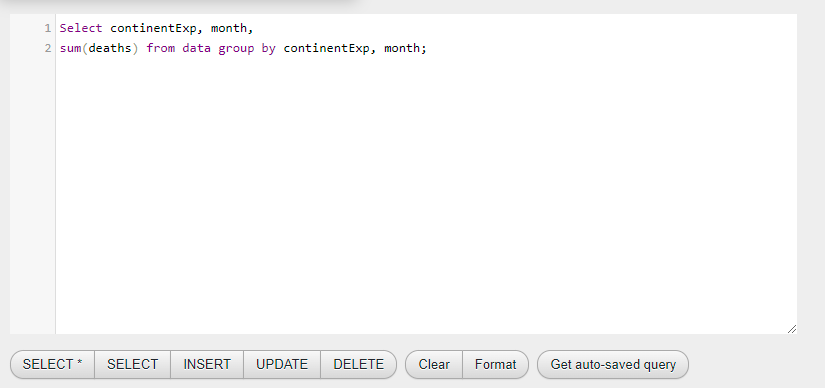 1 Select continentExp, month,
2 sum(deaths) from data group by continentExp, month;
SELECT * SELECT INSERT UPDATE DELETE Clear Format Get auto-saved query